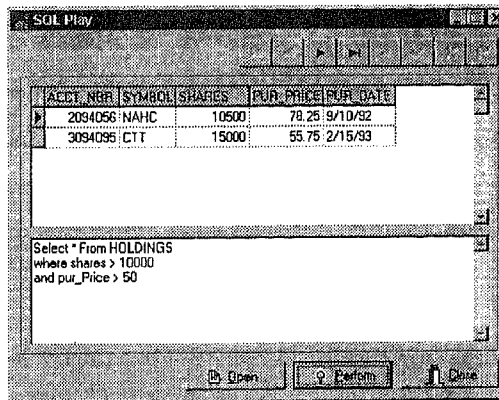 SQL Play
ACCT_NBR SYMBOL SHARES PUR_PRICE PUR_DATE
2094056 NAHC 10500 78.25 9/10/92
3094095 CTT 15000 55.75 2/15/93
Select * From HOLDINGS
where shares > 10000
and pur_Price > 50
Open Perform Close